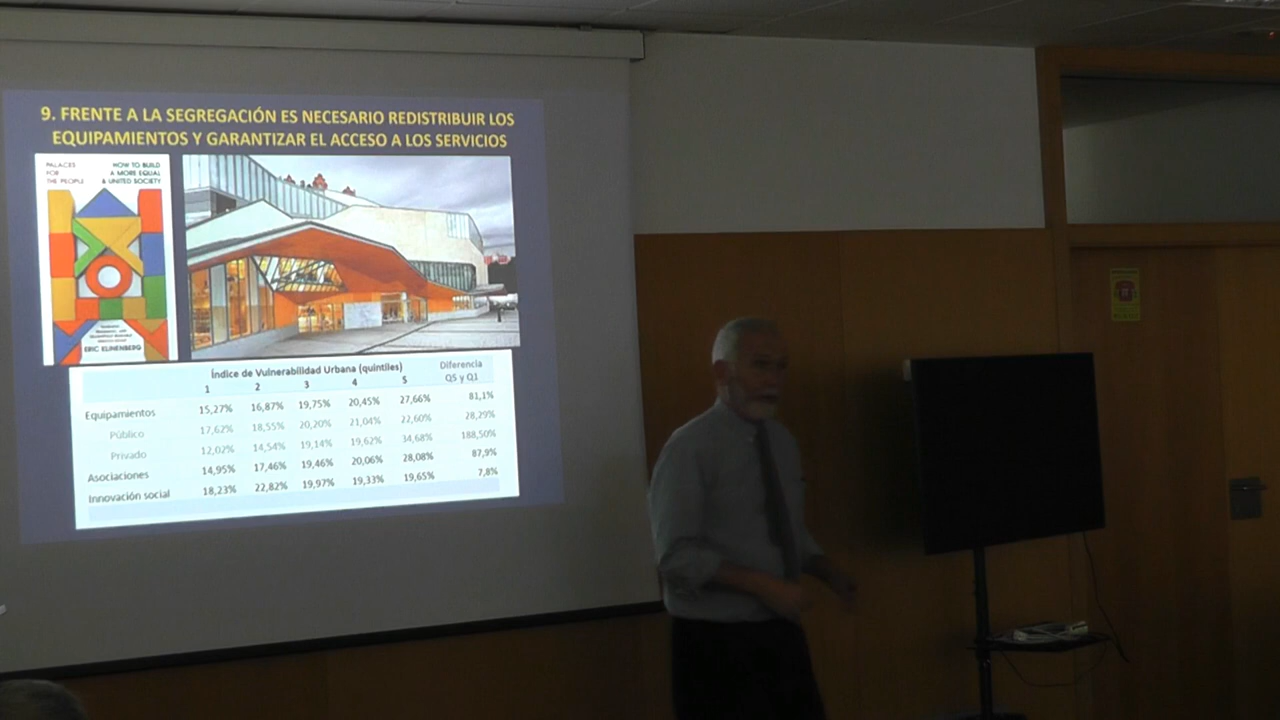 9. FRENTE A LA SEGREGACIÓN ES NECESARIO REDISTRIBUIR LOS
EQUIPAMIENTOS Y GARANTIZAR EL ACCESO A LOS SERVICIOS
PALACES
FOR
THE PEOPLE
HOW TO BUILD
A MORE EQUAL
& UNITED SOCIETY
ERIC KLINENBERG
Índice de Vulnerabilidad Urbana (quintiles) Diferencia
1 2 3 4 5 Q5 y Q1
Equipamientos 15,27% 16,87% 19,75% 20,45% 27,66% 81,1%
Público 17,62% 18,55% 20,20% 21,04% 22,60% 28,29%
Privado 12,02% 14,54% 19,14% 19,62% 34,68% 188,50%
Asociaciones 14,95% 17,46% 19,46% 20,06% 28,08% 87,9%
Innovación social 18,23% 22,82% 19,97% 19,33% 19,65% 7,8%